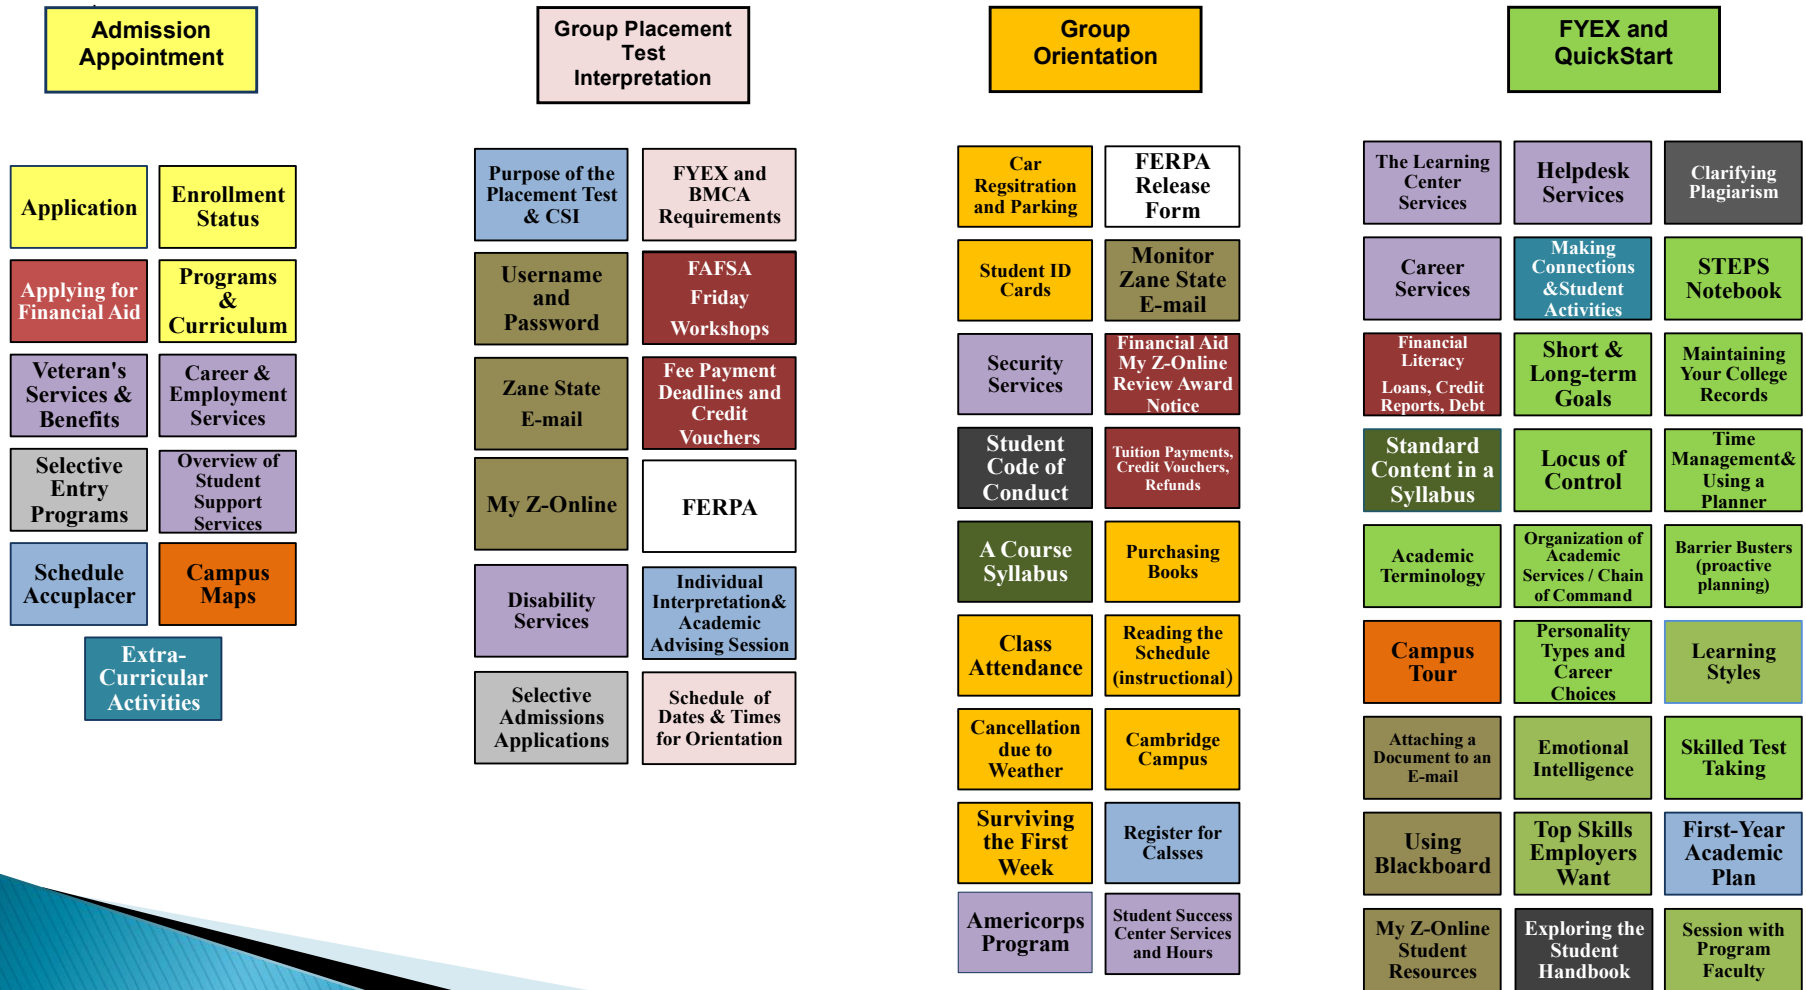 Admission
Appointment
Group Placement
Test
Interpretation
Group
Orientation
FYEX and
QuickStart
Application
Enrollment
Status
Applying for
Financial Aid
Programs
&
Curriculum
Veteran's
Services &
Benefits
Career &
Employment
Services
Selective
Entry
Programs
Overview of
Student
Support
Services
Schedule
Accuplacer
Campus
Maps
Extra-
Curricular
Activities
Purpose of the
Placement Test
& CSI
FYEX and
BMCA
Requirements
Username
and
Password
FAFSA
Friday
Workshops
Zane State
E-mail
Fee Payment
Deadlines and
Credit
Vouchers
My Z-Online
FERPA
Disability
Services
Individual
Interpretation&
Academic
Advising Session
Selective
Admissions
Applications
Schedule of
Dates & Times
for Orientation
Car
Regsitration
and Parking
FERPA
Release
Form
Student ID
Cards
Monitor
Zane State
E-mail
Security
Services
Financial Aid
My Z-Online
Review Award
Notice
Student
Code of
Conduct
Tuition Payments,
Credit Vouchers,
Refunds
A Course
Syllabus
Purchasing
Books
Class
Attendance
Reading the
Schedule
(instructional)
Cancellation
due to
Weather
Cambridge
Campus
Surviving
the First
Week
Register for
Calsses
Americorps
Program
Student Success
Center Services
and Hours
The Learning
Center
Services
Helpdesk
Services
Clarifying
Plagiarism
Career
Services
Making
Connections
&Student
Activities
STEPS
Notebook
Financial
Literacy
Loans, Credit
Reports, Debt
Short &
Long-term
Goals
Maintaining
Your College
Records
Standard
Content in a
Syllabus
Locus of
Control
Time
Management&
Using a
Planner
Academic
Terminology
Organization of
Academic
Services / Chain
of Command
Barrier Busters
(proactive
planning)
Campus
Tour
Personality
Types and
Career
Choices
Learning
Styles
Attaching a
Document to an
E-mail
Emotional
Intelligence
Skilled Test
Taking
Using
Blackboard
Top Skills
Employers
Want
First-Year
Academic
Plan
My Z-Online
Student
Resources
Exploring the
Student
Handbook
Session with
Program
Faculty